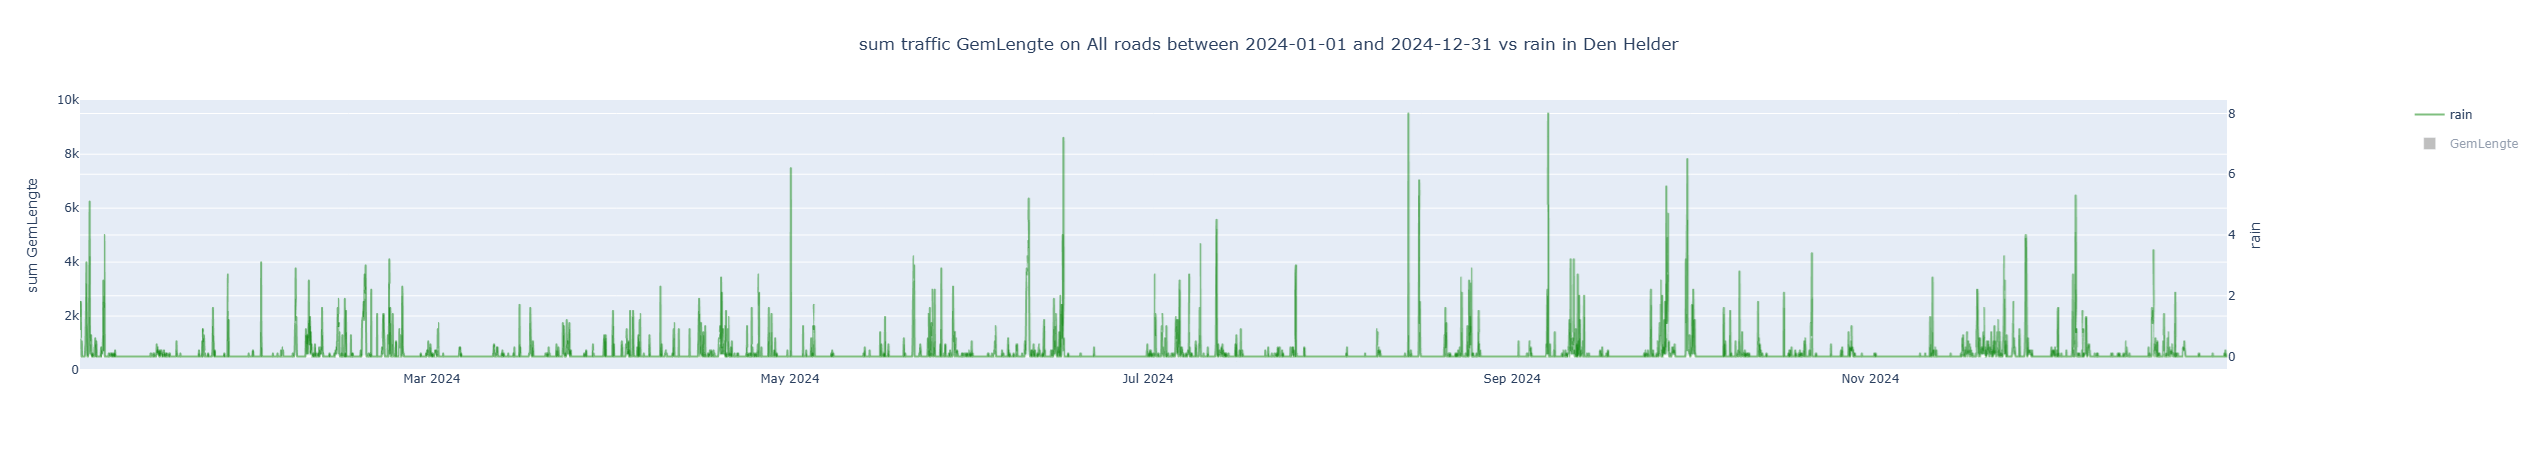 sum traffic GemLengte on All roads between 2024-01-01 and 2024-12-31 vs rain in Den Helder
10k
8k
6k
4k
2k
0
sum GemLengte
8
6
4
2
0
rain
Mar 2024
May 2024
Jul 2024
Sep 2024
Nov 2024
rain
GemLengte